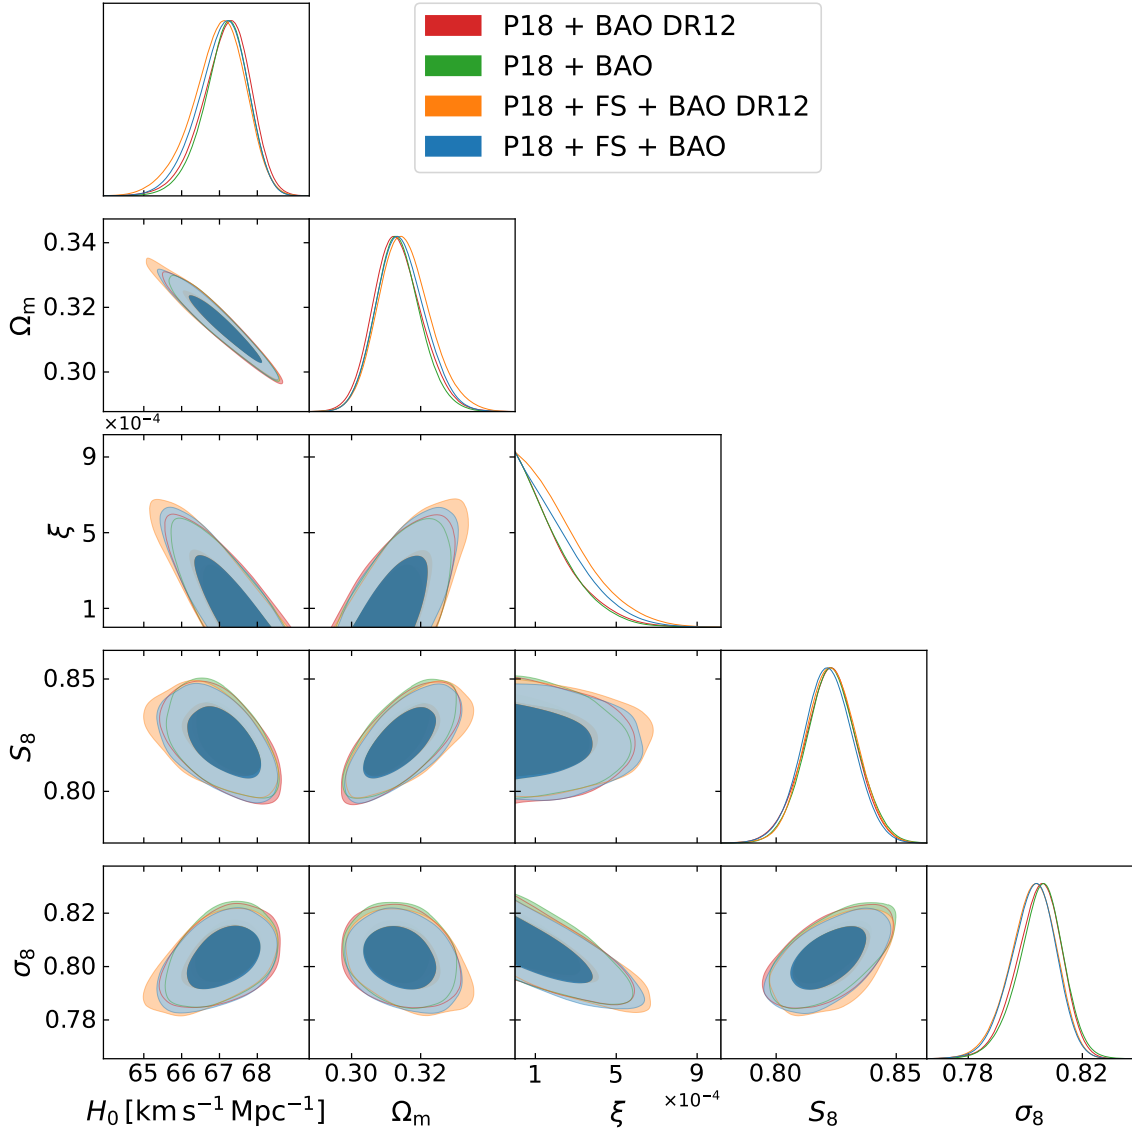 P18 + BAO DR12
P18 + BAO
P18 + FS + BAO DR12
P18 + FS + BAO
0.34
Ωm
0.30
×10⁻⁴
9
ξ
5
1
0.85
S₈
0.80
0.82
σ₈ 0.80
0.78
65 66 67 68 0.30 0.32 1 5 9 0.80 0.85 0.78 0.82
×10⁻⁴
H₀ [km s⁻¹ Mpc⁻¹] Ωm ξ S₈ σ₈